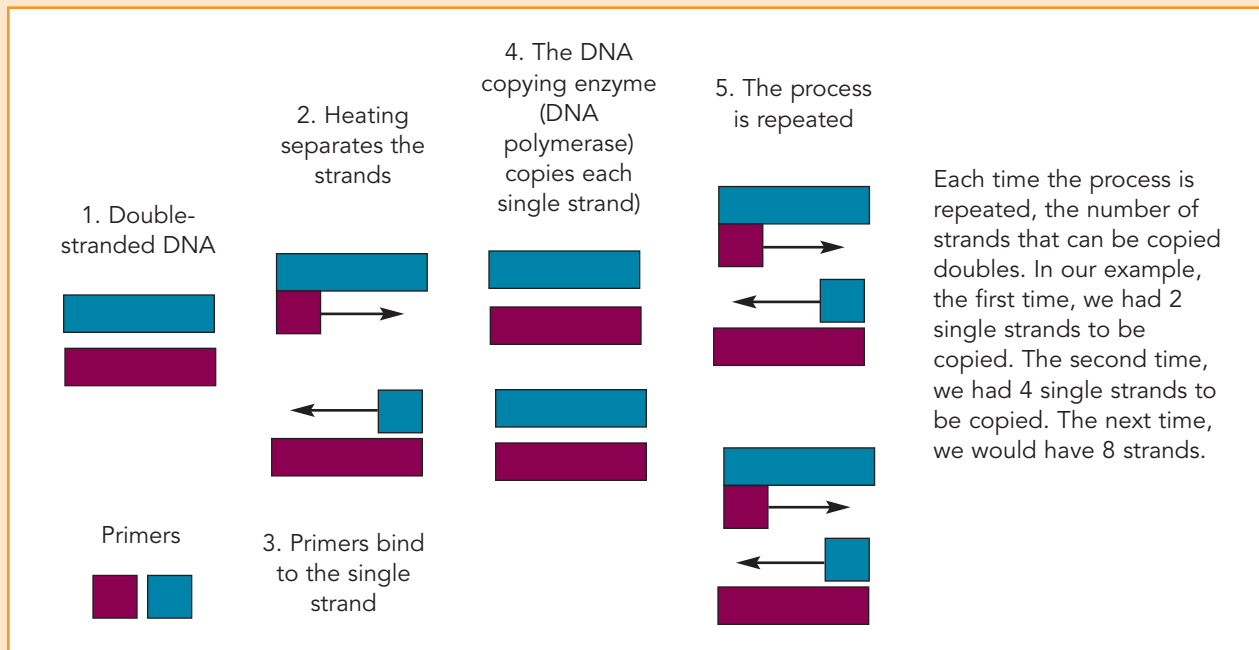 1. Double-
stranded DNA
2. Heating
separates the
strands
3. Primers bind
to the single
strand
4. The DNA
copying enzyme
(DNA
polymerase)
copies each
single strand)
5. The process
is repeated
Each time the process is
repeated, the number of
strands that can be copied
doubles. In our example,
the first time, we had 2
single strands to be
copied. The second time,
we had 4 single strands to
be copied. The next time,
we would have 8 strands.
Primers